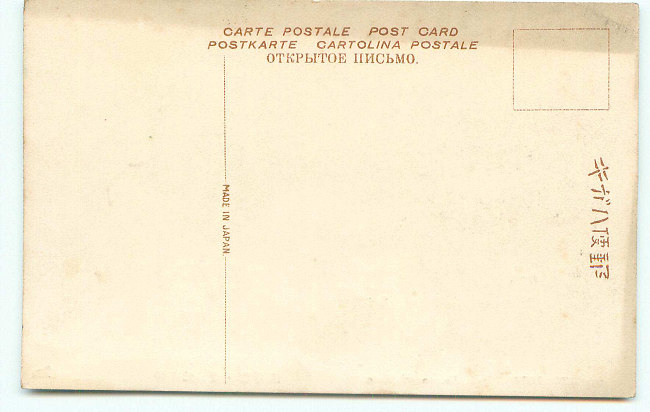 CARTE POSTALE POST CARD
POSTKARTE CARTOLINA POSTALE
ОТКРЫТОЕ ПИСЬМО.
MADE IN JAPAN.
郵便ハガキ